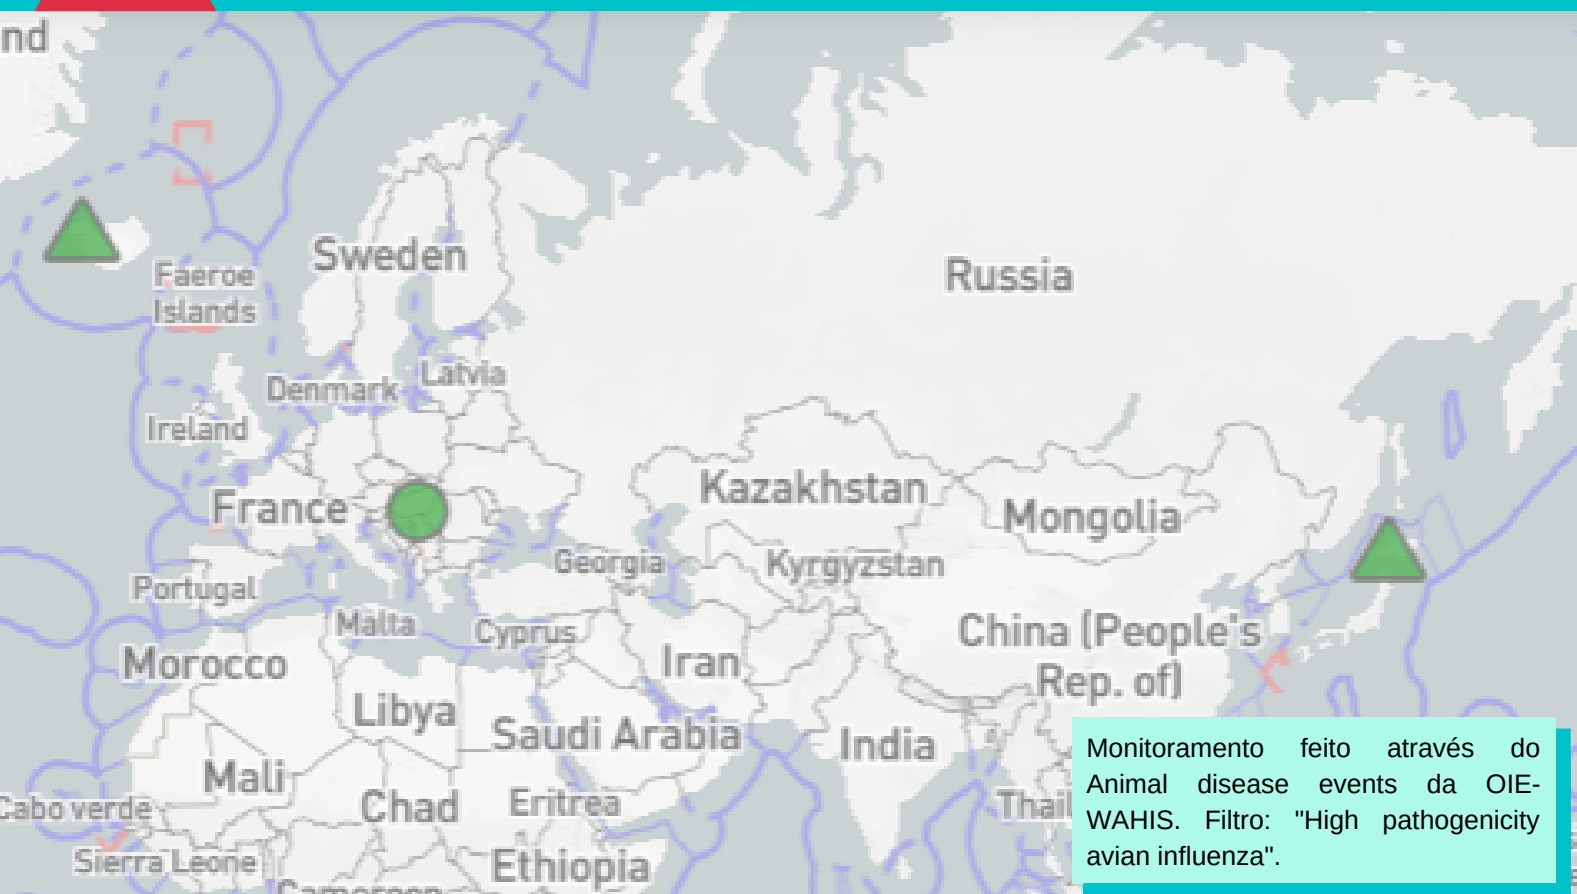 nd
Sweden
Russia
Faeroe
Islands
Latvia
Denmark
Ireland
Kazakhstan
France
Mongolia
Georgia
Kyrgyzstan
Portugal
Malta
Cyprus
China (People's
Rep. of)
Morocco
Iran
Libya
Saudi Arabia
India
Mali
Chad
Eritrea
Cabo verde
Thail
Sierra Leone
Ethiopia
Cameroon
Monitoramento feito através do
Animal disease events da OIE-
WAHIS. Filtro: "High pathogenicity
avian influenza".